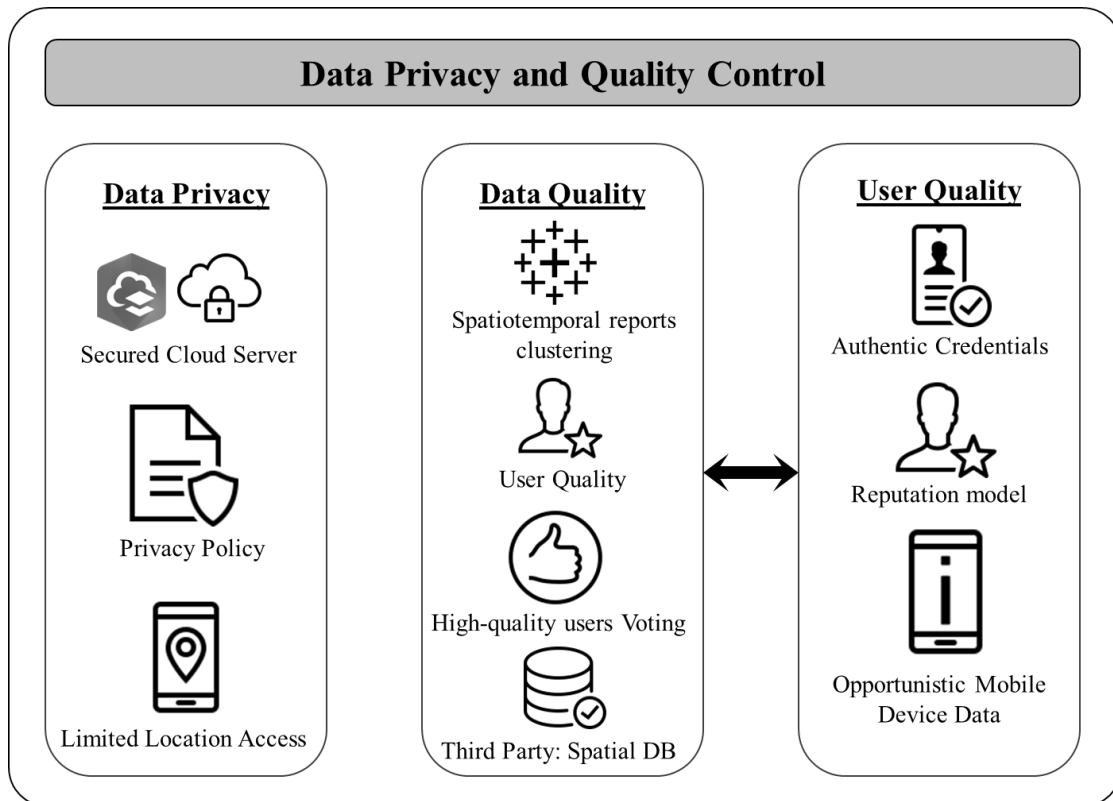 Data Privacy and Quality Control
Data Privacy
Secured Cloud Server
Privacy Policy
Limited Location Access
Data Quality
Spatiotemporal reports
clustering
User Quality
High-quality users Voting
Third Party: Spatial DB
User Quality
Authentic Credentials
Reputation model
i
Opportunistic Mobile
Device Data